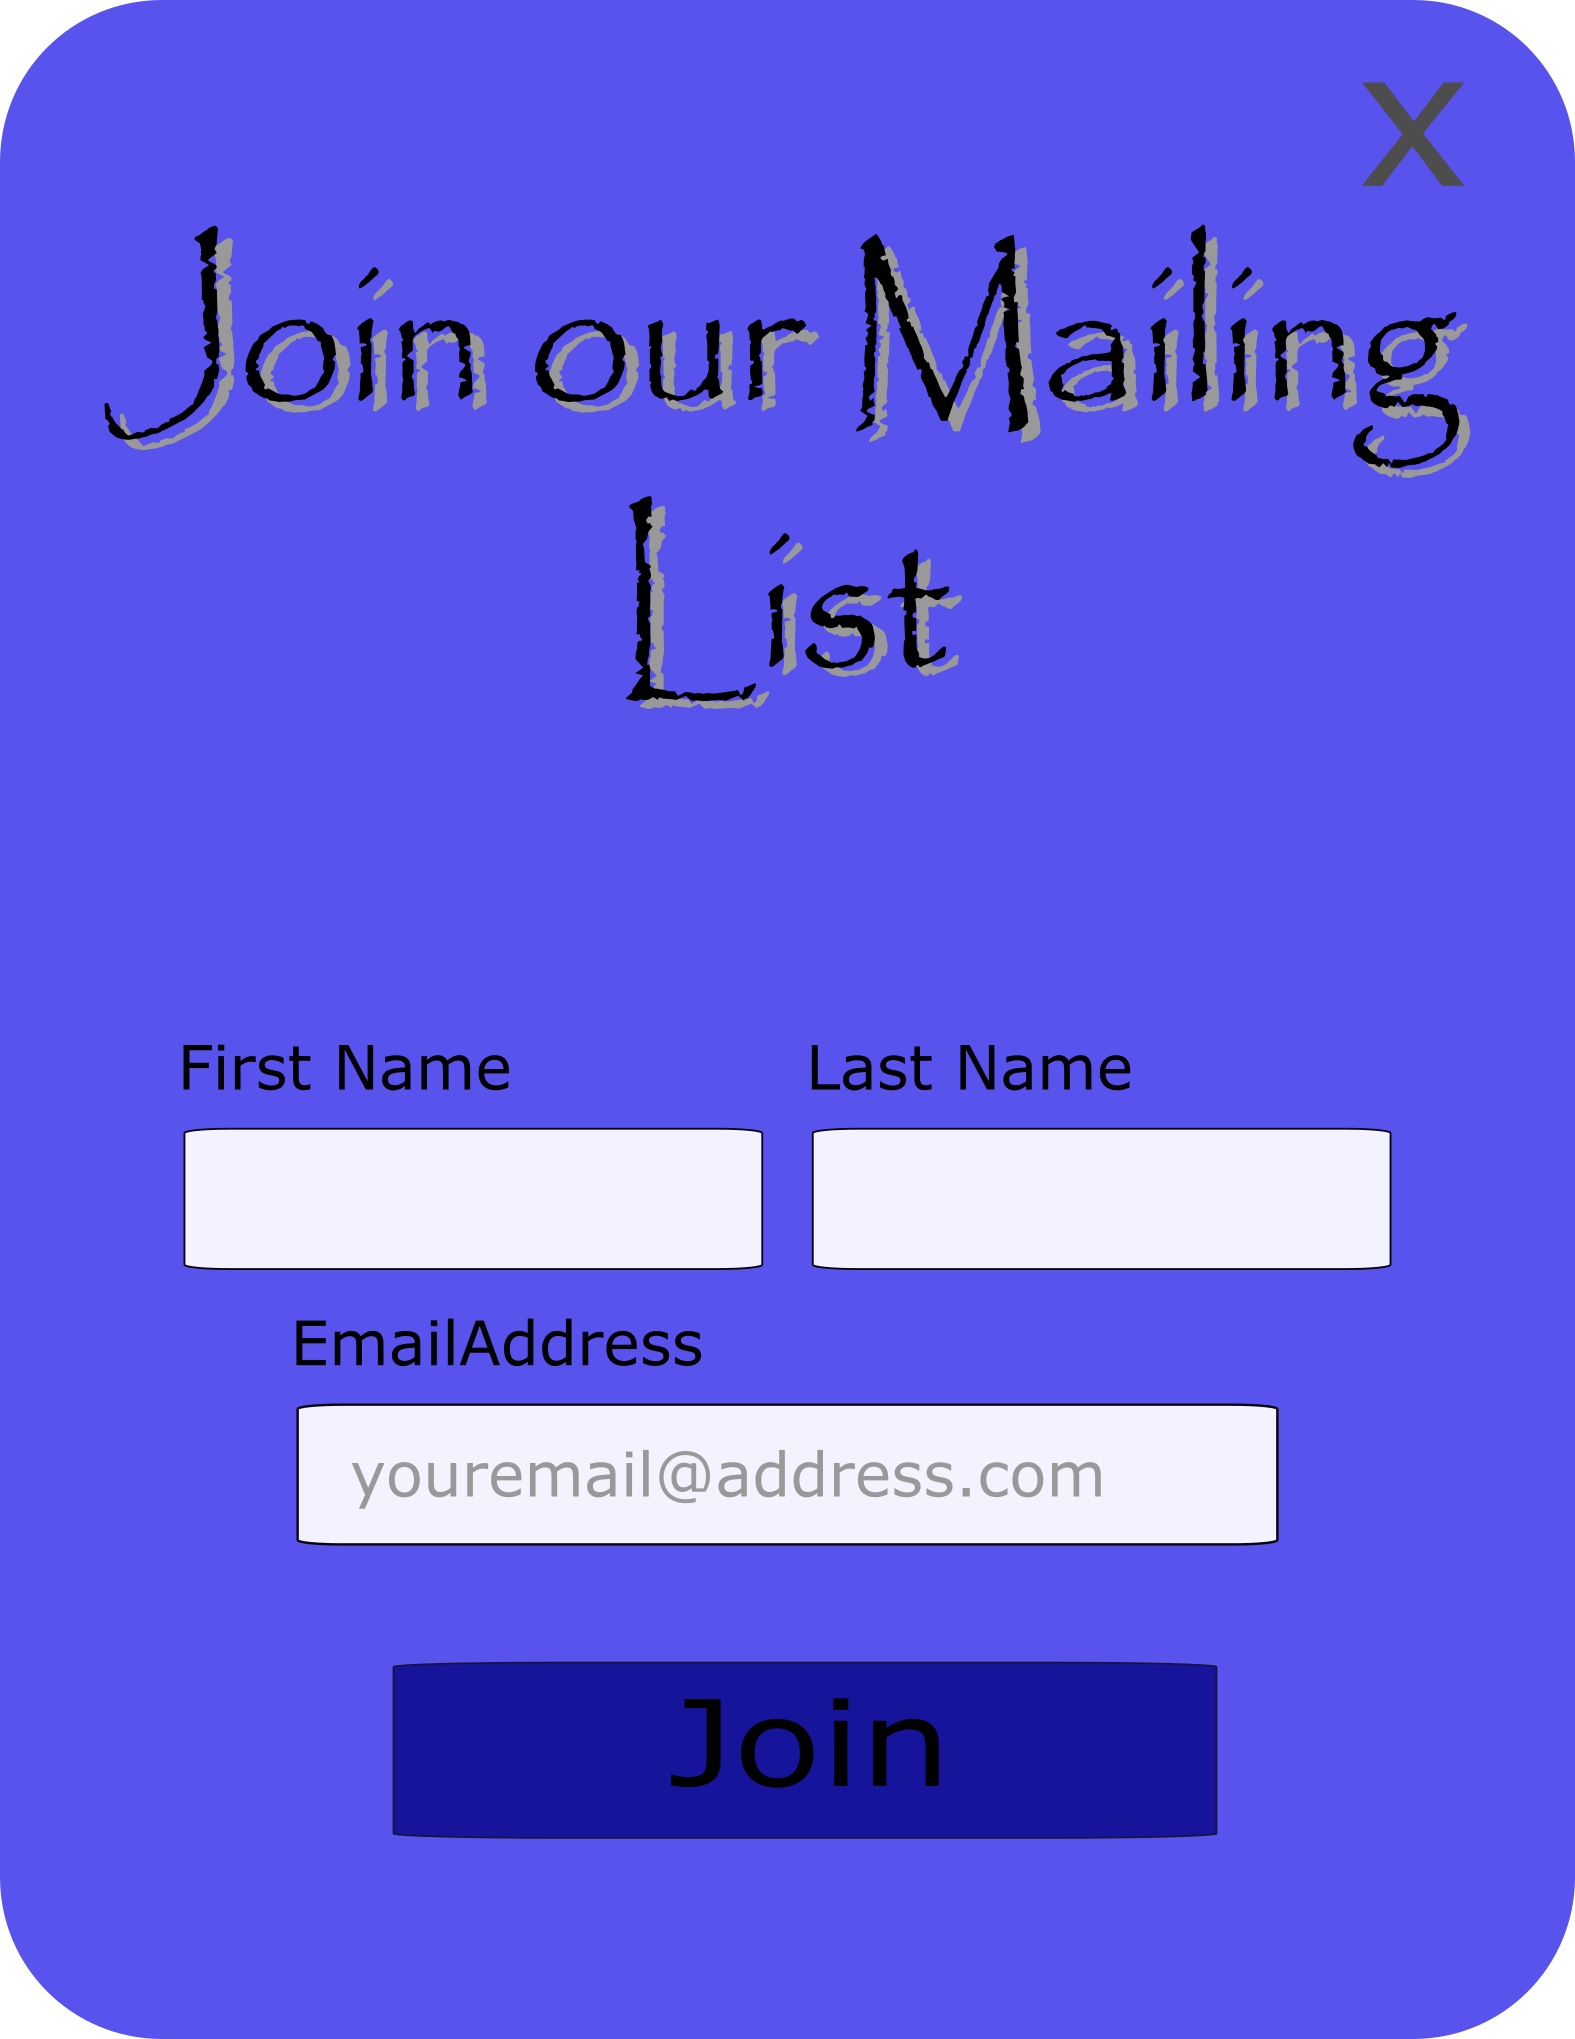 X
Join our Mailing
List
First Name Last Name
EmailAddress
youremail@address.com
Join